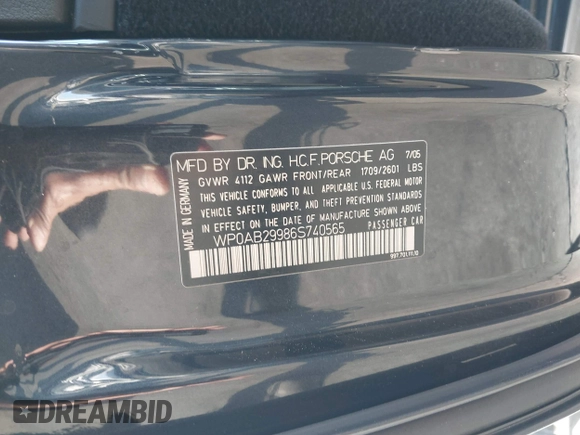 MFD BY DR. ING. H.C.F.PORSCHE AG 7/05
GVWR 4112 GAWR FRONT/REAR 1709/2601 LBS
THIS VEHICLE CONFORMS TO ALL APPLICABLE U.S. FEDERAL MOTOR
VEHICLE SAFETY, BUMPER, AND THEFT PREVENTION STANDARDS
IN EFFECT ON THE DATE OF MANUFACTURE SHOWN ABOVE.
WP0AB29986S740565 PASSENGER CAR
997.701.11.10
MADE IN GERMANY
DREAMBID